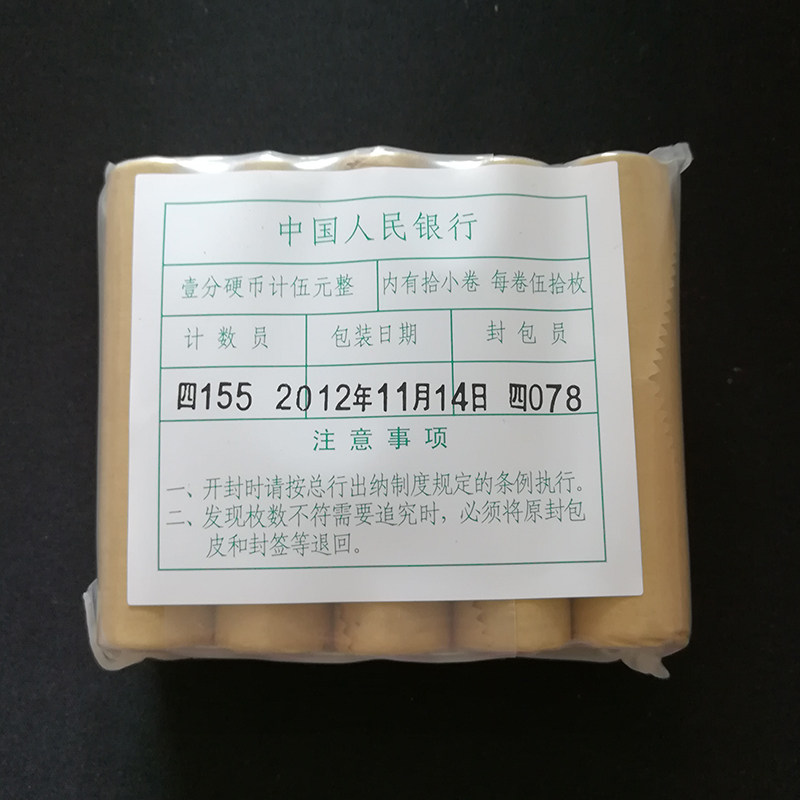 中国人民银行
壹分硬币计伍元整 内有拾小卷 每卷伍拾枚
计数员 包装日期 封包员
四155 2012年11月14日 四078
注意事项
一、开封时请按总行出纳制度规定的条例执行。
二、发现枚数不符需要追究时，必须将原封包
皮和封签等退回。